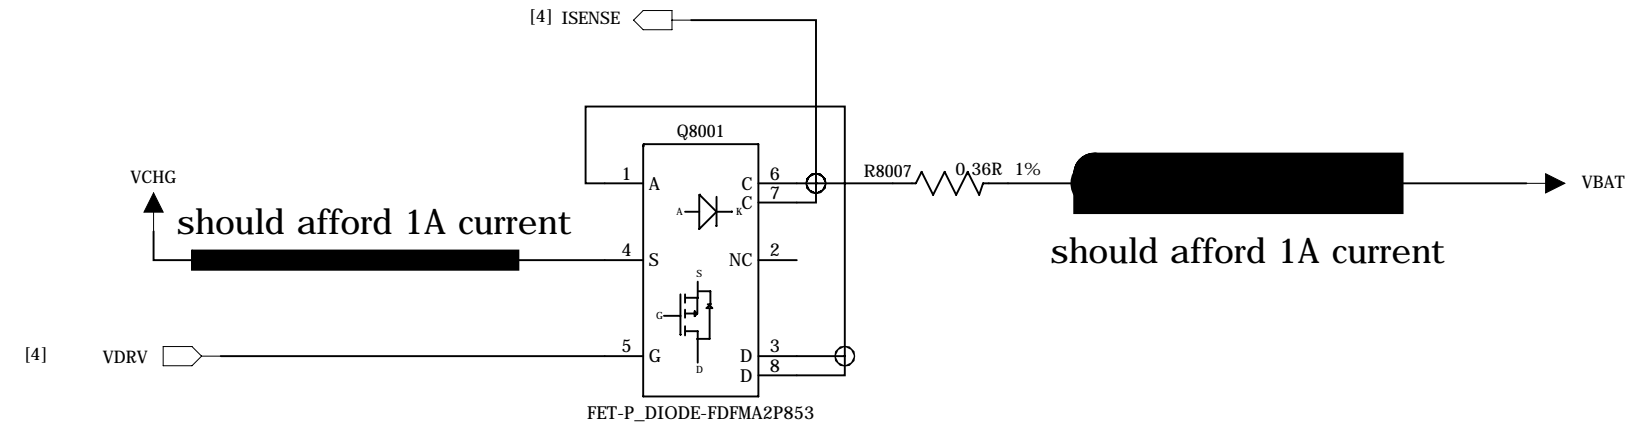 [4] ISENSE
Q8001
VCHG
1 A
C 6
C 7
R8007 0.36R 1%
VBAT
A K
should afford 1A current
should afford 1A current
4 S
NC 2
S
G
D
[4] VDRV
5 G
D 3
D 8
FET-P_DIODE-FDFMA2P853